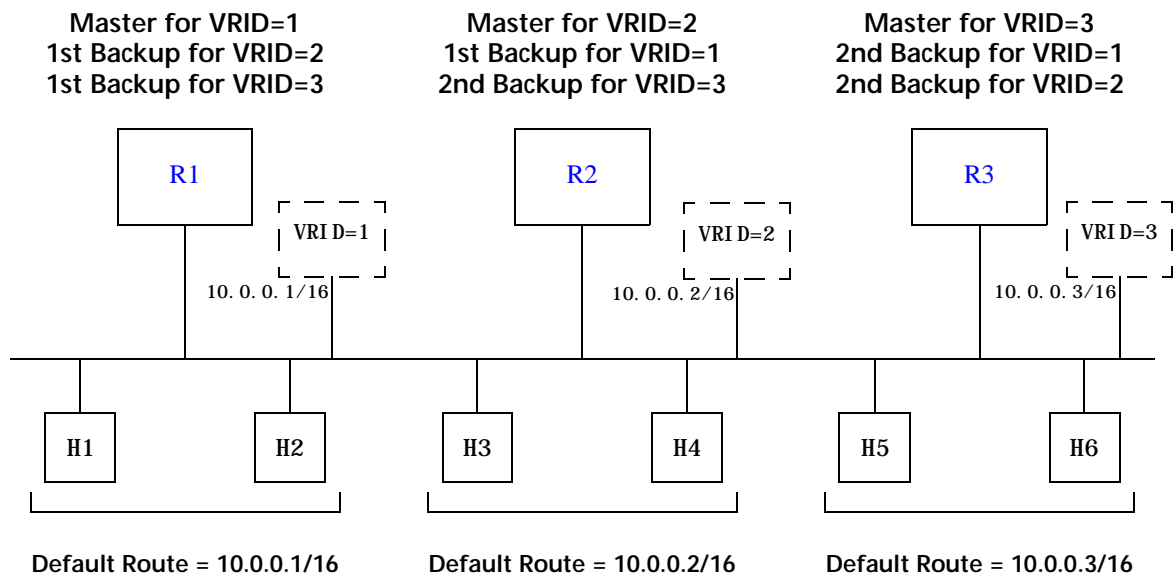 Master for VRID=1
1st Backup for VRID=2
1st Backup for VRID=3
Master for VRID=2
1st Backup for VRID=1
2nd Backup for VRID=3
Master for VRID=3
2nd Backup for VRID=1
2nd Backup for VRID=2
R1
R2
R3
VRID=1
VRID=2
VRID=3
10.0.0.1/16
10.0.0.2/16
10.0.0.3/16
H1
H2
H3
H4
H5
H6
Default Route = 10.0.0.1/16
Default Route = 10.0.0.2/16
Default Route = 10.0.0.3/16